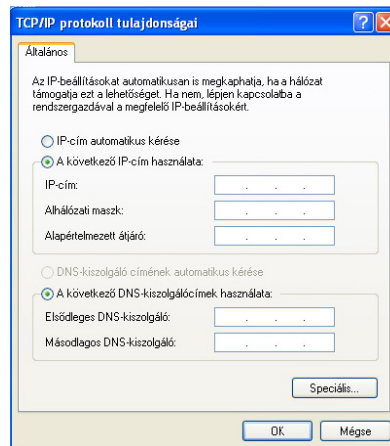 TCP/IP protokoll tulajdonságai
Általános
Az IP-beállításokat automatikusan is megkaphatja, ha a hálózat
támogatja ezt a lehetőséget. Ha nem, lépjen kapcsolatba a
rendszergazdával a megfelelő IP-beállításokért.
IP-cím automatikus kérése
A következő IP-cím használata:
IP-cím:
Alhálózati maszk:
Alapértelmezett átjáró:
DNS-kiszolgáló címének automatikus kérése
A következő DNS-kiszolgálócímek használata:
Elsődleges DNS-kiszolgáló:
Másodlagos DNS-kiszolgáló:
Speciális...
OK Mégse